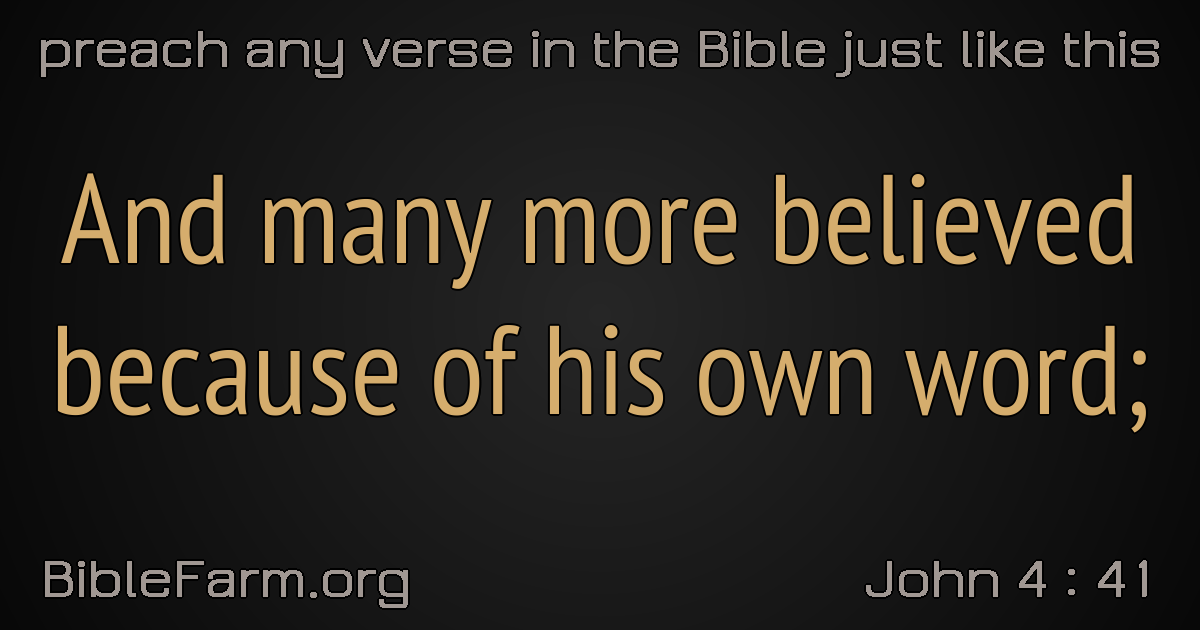 preach any verse in the Bible just like this
And many more believed
because of his own word;
BibleFarm.org
John 4 : 41